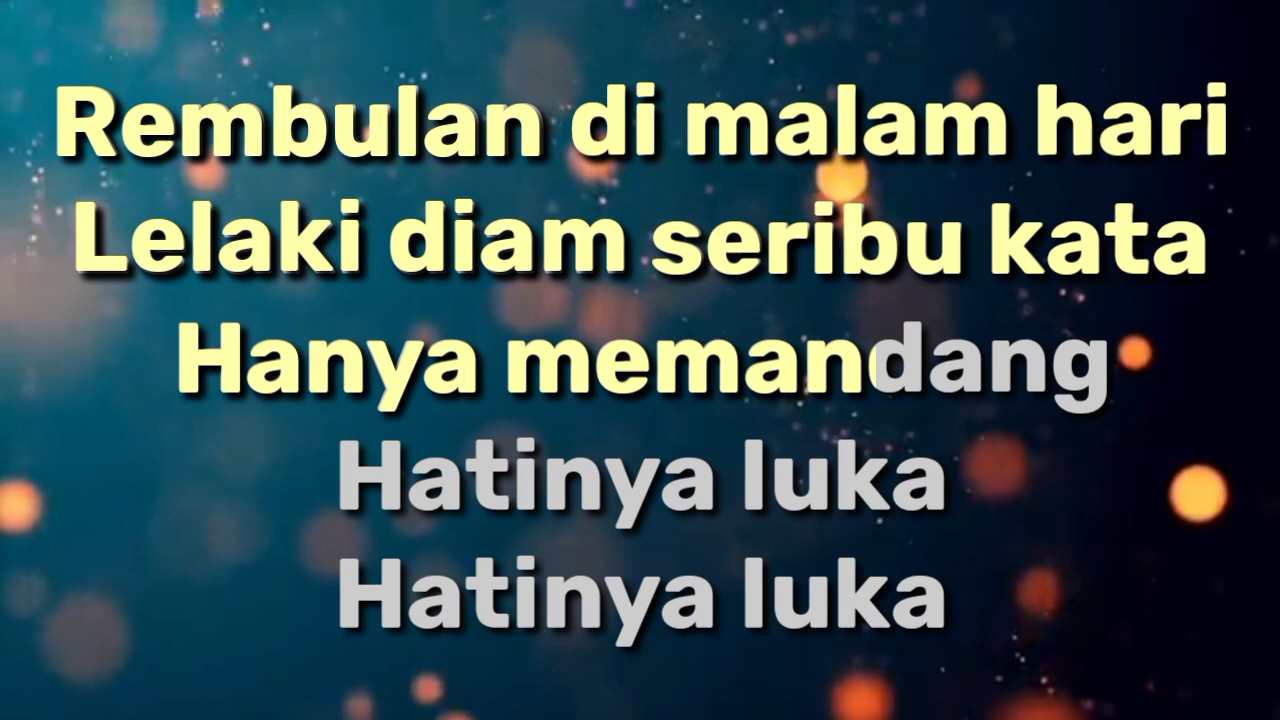 Rembulan di malam hari
Lelaki diam seribu kata
Hanya memandang
Hatinya luka
Hatinya luka